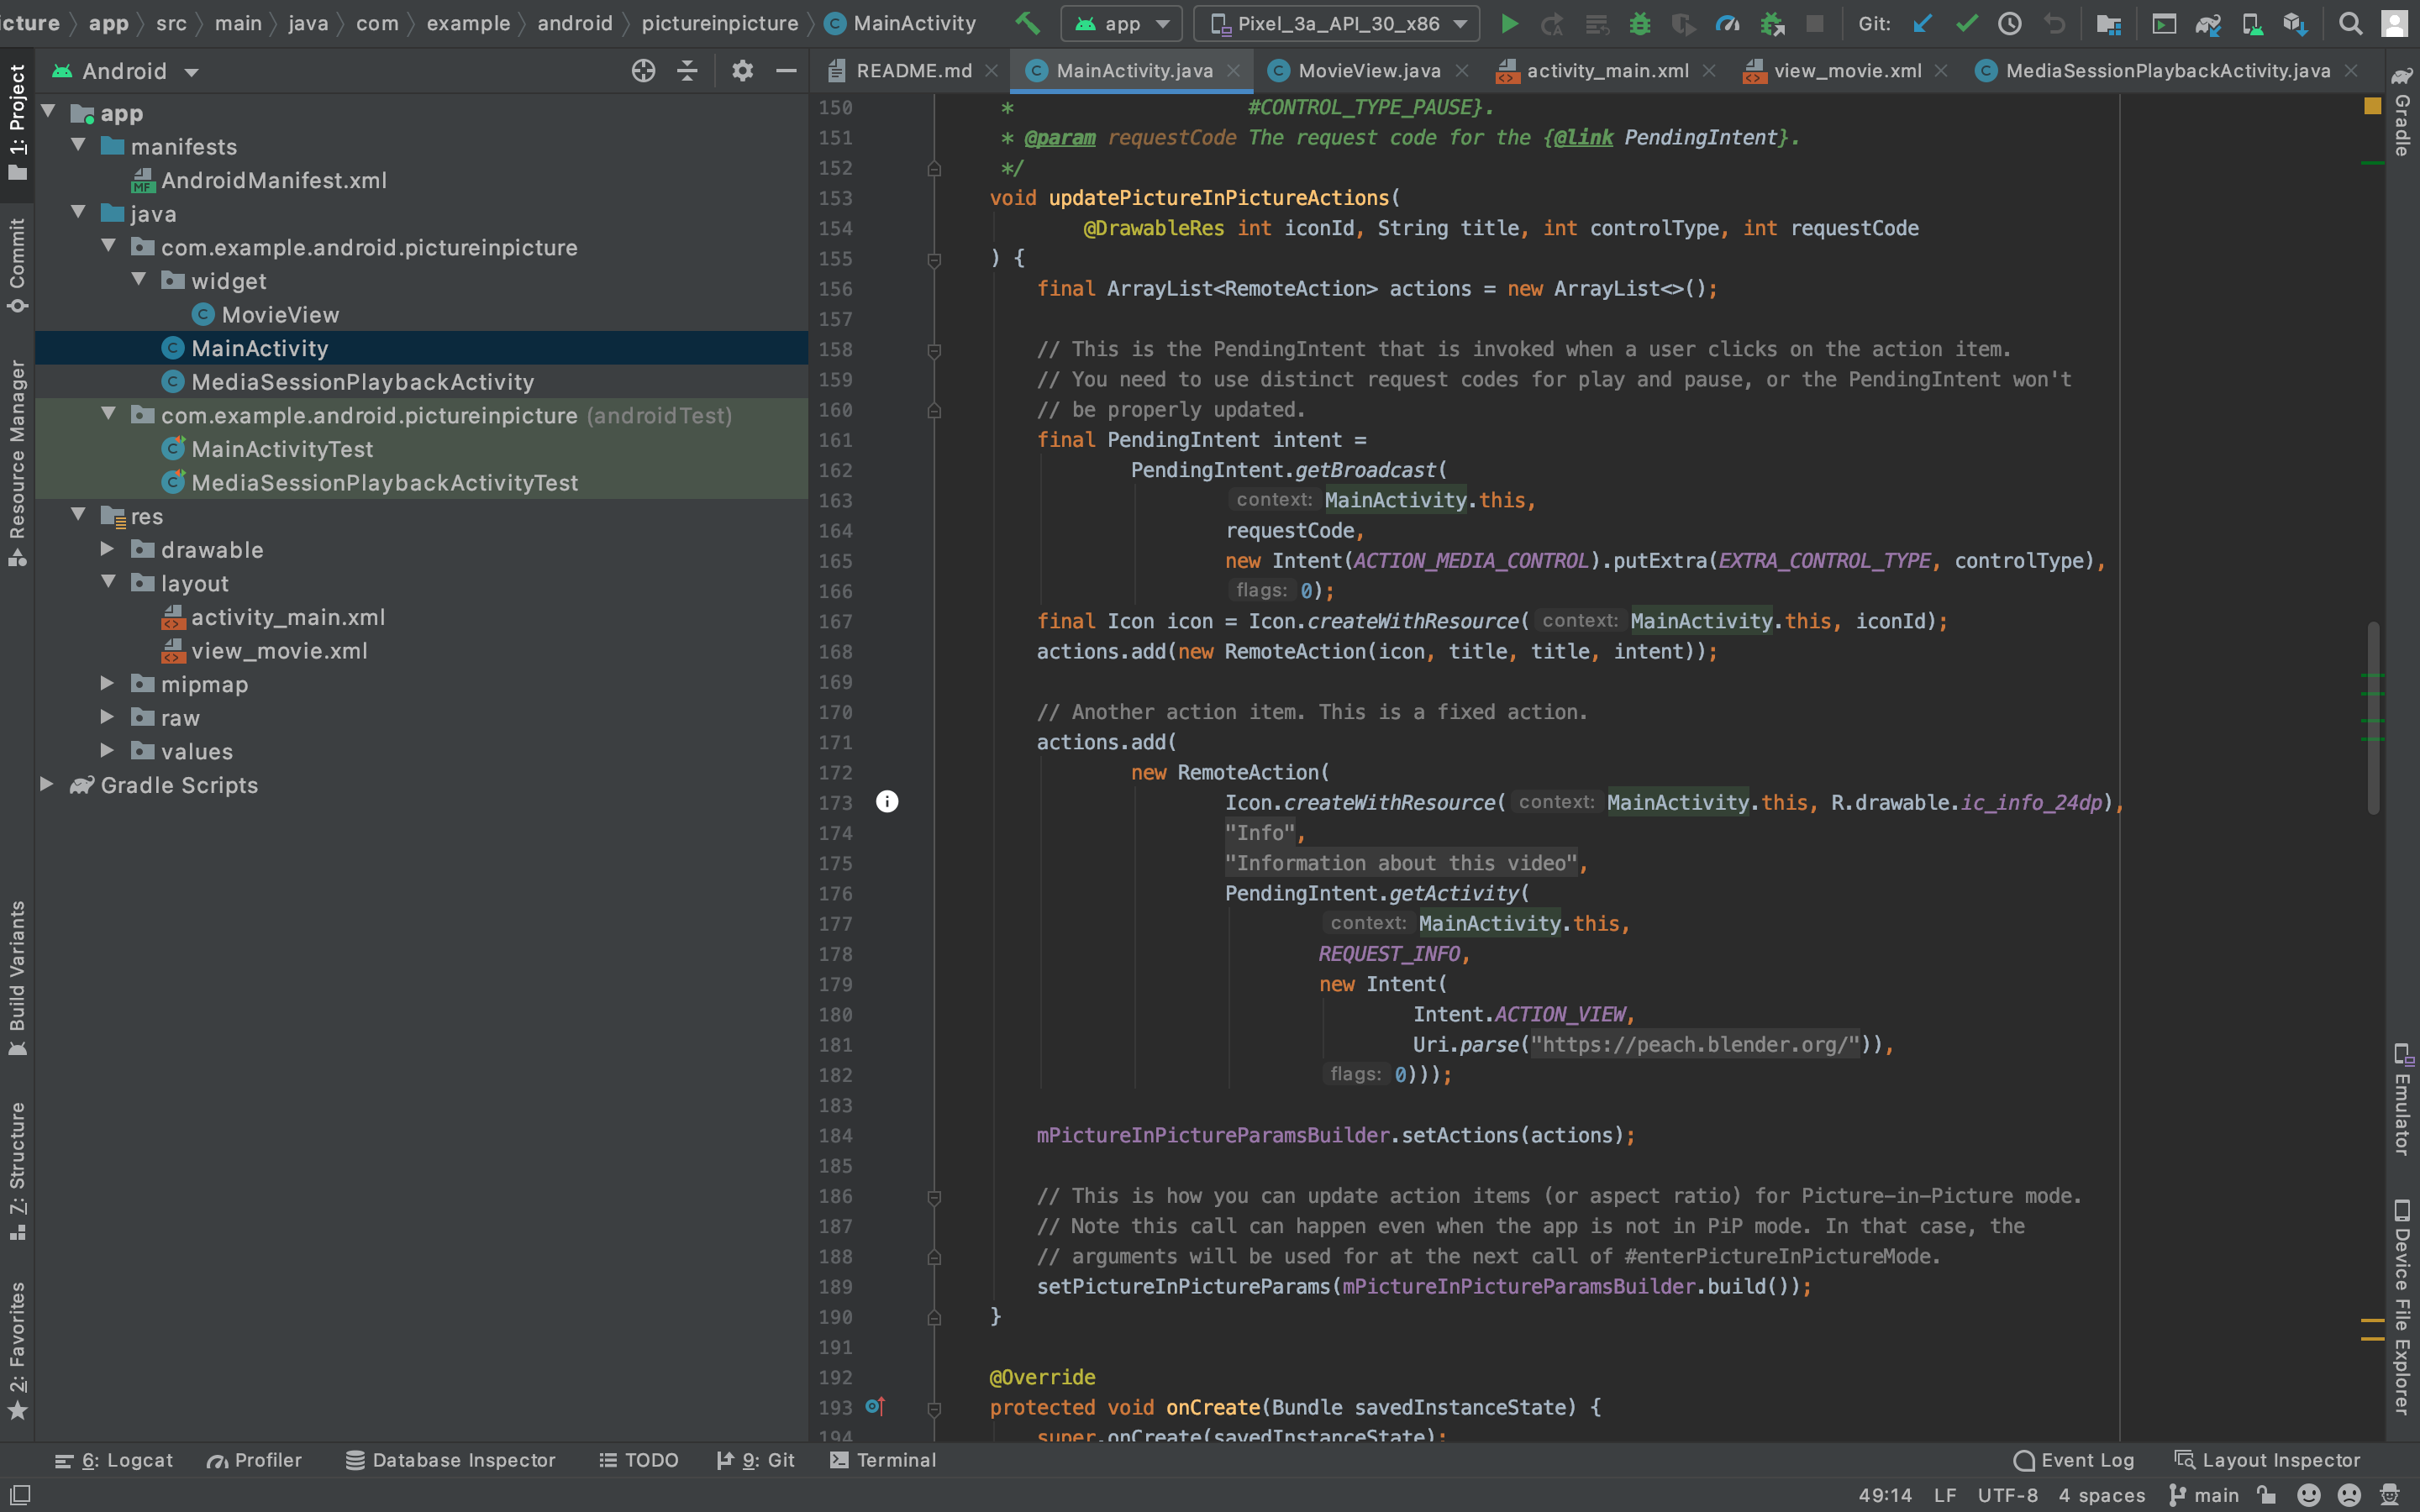 icture app src main java com example android pictureinpicture MainActivity app Pixel_3a_API_30_x86 Git:
Android
README.md MainActivity.java MovieView.java activity_main.xml view_movie.xml MediaSessionPlaybackActivity.java
1: Project
Commit
Resource Manager
Build Variants
7: Structure
2: Favorites
app
manifests
AndroidManifest.xml
java
com.example.android.pictureinpicture
widget
MovieView
MainActivity
MediaSessionPlaybackActivity
com.example.android.pictureinpicture (androidTest)
MainActivityTest
MediaSessionPlaybackActivityTest
res
drawable
layout
activity_main.xml
view_movie.xml
mipmap
raw
values
Gradle Scripts
150 * #CONTROL_TYPE_PAUSE}.
151 * @param requestCode The request code for the {@link PendingIntent}.
152 */
153 void updatePictureInPictureActions(
154 @DrawableRes int iconId, String title, int controlType, int requestCode
155 ) {
156 final ArrayList<RemoteAction> actions = new ArrayList<>();
157
158 // This is the PendingIntent that is invoked when a user clicks on the action item.
159 // You need to use distinct request codes for play and pause, or the PendingIntent won't
160 // be properly updated.
161 final PendingIntent intent =
162 PendingIntent.getBroadcast(
163 context: MainActivity.this,
164 requestCode,
165 new Intent(ACTION_MEDIA_CONTROL).putExtra(EXTRA_CONTROL_TYPE, controlType),
166 flags: 0);
167 final Icon icon = Icon.createWithResource( context: MainActivity.this, iconId);
168 actions.add(new RemoteAction(icon, title, title, intent));
169
170 // Another action item. This is a fixed action.
171 actions.add(
172 new RemoteAction(
173 Icon.createWithResource( context: MainActivity.this, R.drawable.ic_info_24dp),
174 "Info",
175 "Information about this video",
176 PendingIntent.getActivity(
177 context: MainActivity.this,
178 REQUEST_INFO,
179 new Intent(
180 Intent.ACTION_VIEW,
181 Uri.parse("https://peach.blender.org/")),
182 flags: 0)));
183
184 mPictureInPictureParamsBuilder.setActions(actions);
185
186 // This is how you can update action items (or aspect ratio) for Picture-in-Picture mode.
187 // Note this call can happen even when the app is not in PiP mode. In that case, the
188 // arguments will be used for at the next call of #enterPictureInPictureMode.
189 setPictureInPictureParams(mPictureInPictureParamsBuilder.build());
190 }
191
192 @Override
193 protected void onCreate(Bundle savedInstanceState) {
194 super.onCreate(savedInstanceState);
Gradle
Emulator
Device File Explorer
6: Logcat Profiler Database Inspector TODO 9: Git Terminal Event Log Layout Inspector
49:14 LF UTF-8 4 spaces main